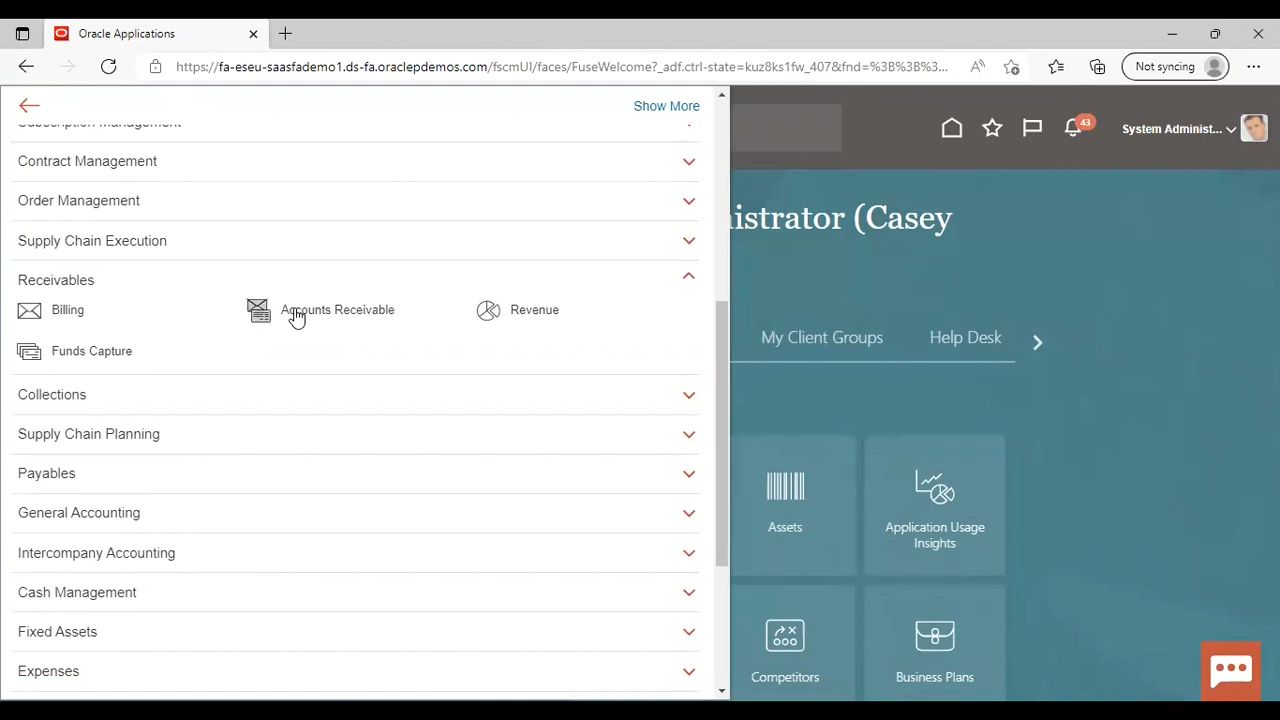 Oracle Applications
https://fa-eseu-saasfademo1.ds-fa.oraclepdemos.com/fscmUI/faces/FuseWelcome?_adf.ctrl-state=kuz8ks1fw_407&fnd=%3B%3B%3...
Not syncing
Show More
Subscription Management
Contract Management
Order Management
Supply Chain Execution
Receivables
Billing
Accounts Receivable
Revenue
Funds Capture
Collections
Supply Chain Planning
Payables
General Accounting
Intercompany Accounting
Cash Management
Fixed Assets
Expenses
43
System Administ...
istrator (Casey
My Client Groups
Help Desk
Assets
Application Usage
Insights
Competitors
Business Plans